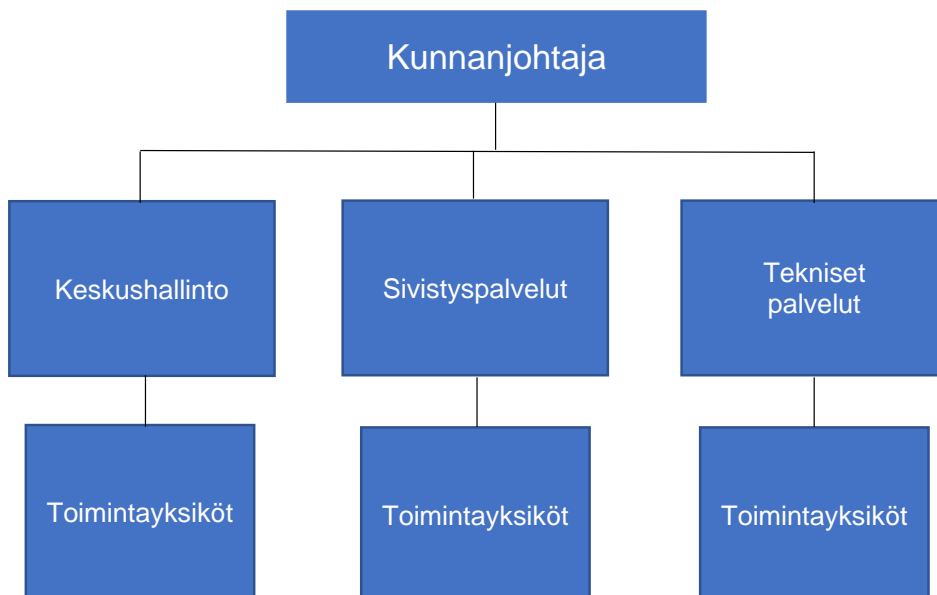 Kunnanjohtaja
Keskushallinto
Sivistyspalvelut
Tekniset
palvelut
Toimintayksiköt
Toimintayksiköt
Toimintayksiköt